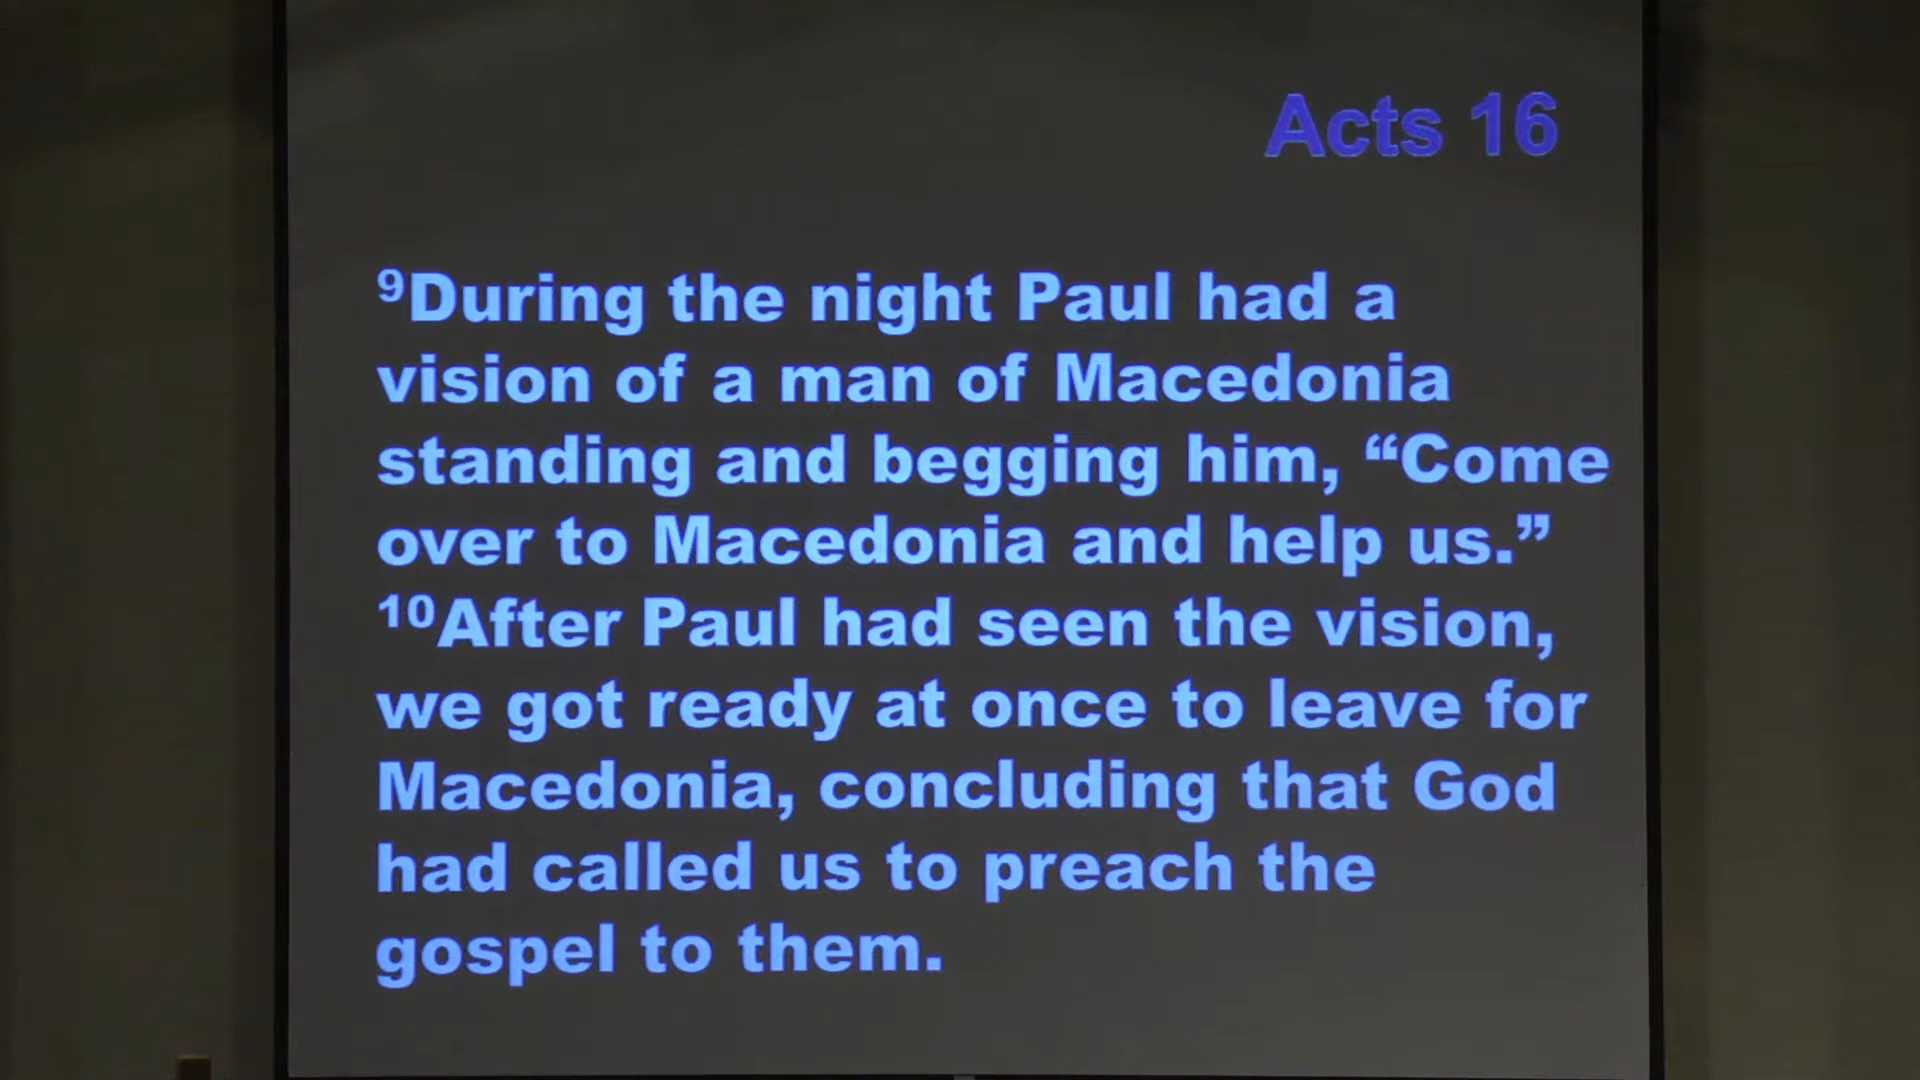 Acts 16
⁹During the night Paul had a
vision of a man of Macedonia
standing and begging him, “Come
over to Macedonia and help us.”
¹⁰After Paul had seen the vision,
we got ready at once to leave for
Macedonia, concluding that God
had called us to preach the
gospel to them.